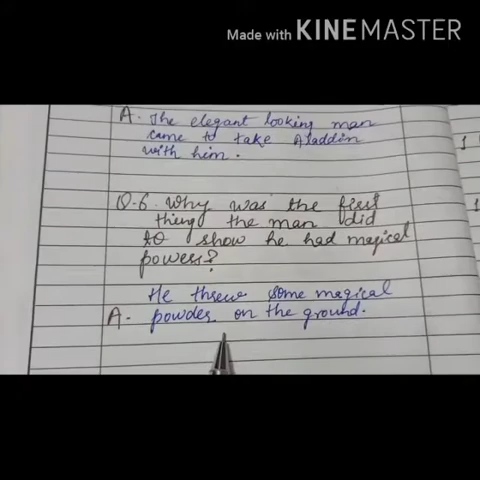 Made with KINEMASTER
A. The elegant looking man
came to take Aladdin
with him.
Q.6. Why was the first
thing the man did
to show he had magical
powers?
He threw some magical
A. powder on the ground.